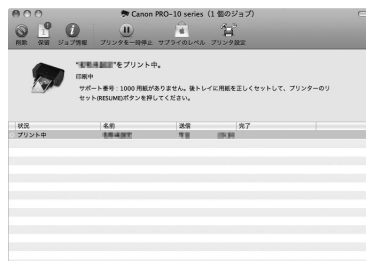 Canon PRO-10 series（1 個のジョブ）
削除 保留 ジョブ情報 プリンタを一時停止 サプライのレベル プリンタ設定
"をプリント中。
印刷中
サポート番号：1000 用紙がありません。後トレイに用紙を正しくセットして、プリンターのリ
セット(RESUME)ボタンを押してください。
状況 名前 送信 完了
プリント中